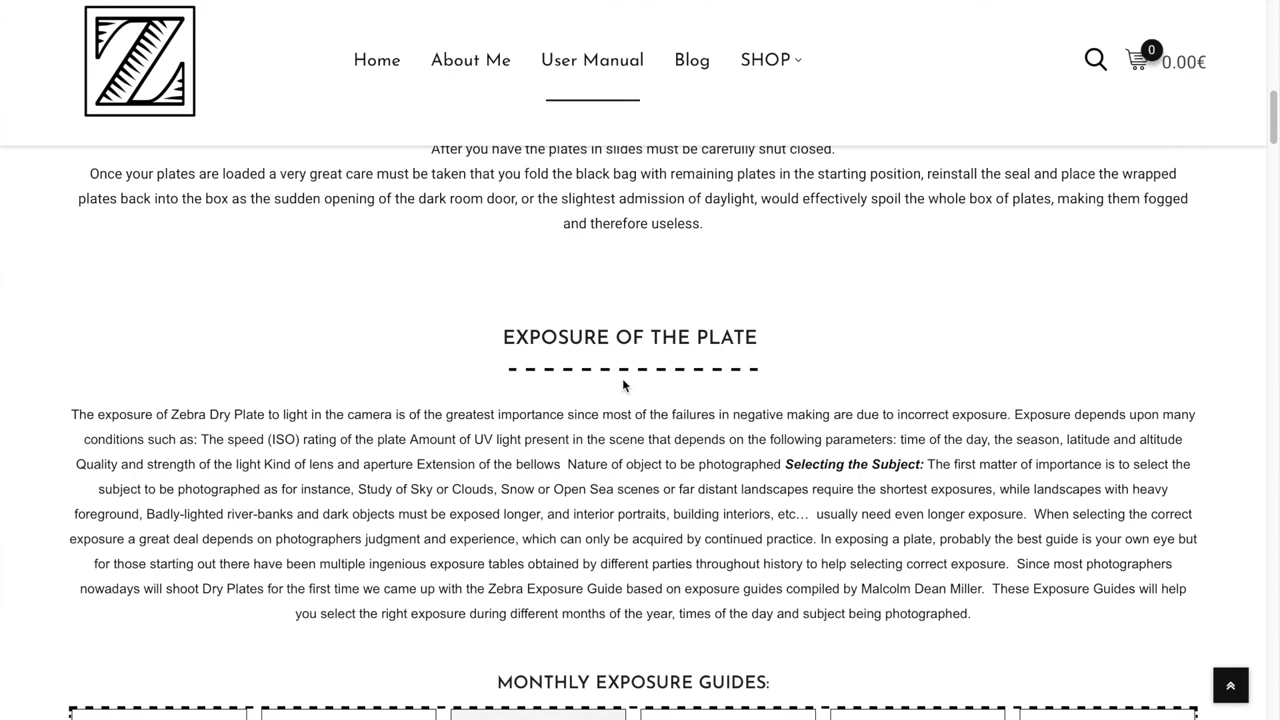 Z
Home About Me User Manual Blog SHOP 0 0.00€
After you have the plates in slides must be carefully shut closed.
Once your plates are loaded a very great care must be taken that you fold the black bag with remaining plates in the starting position, reinstall the seal and place the wrapped
plates back into the box as the sudden opening of the dark room door, or the slightest admission of daylight, would effectively spoil the whole box of plates, making them fogged
and therefore useless.
EXPOSURE OF THE PLATE
The exposure of Zebra Dry Plate to light in the camera is of the greatest importance since most of the failures in negative making are due to incorrect exposure. Exposure depends upon many
conditions such as: The speed (ISO) rating of the plate Amount of UV light present in the scene that depends on the following parameters: time of the day, the season, latitude and altitude
Quality and strength of the light Kind of lens and aperture Extension of the bellows Nature of object to be photographed Selecting the Subject: The first matter of importance is to select the
subject to be photographed as for instance, Study of Sky or Clouds, Snow or Open Sea scenes or far distant landscapes require the shortest exposures, while landscapes with heavy
foreground, Badly-lighted river-banks and dark objects must be exposed longer, and interior portraits, building interiors, etc… usually need even longer exposure. When selecting the correct
exposure a great deal depends on photographers judgment and experience, which can only be acquired by continued practice. In exposing a plate, probably the best guide is your own eye but
for those starting out there have been multiple ingenious exposure tables obtained by different parties throughout history to help selecting correct exposure. Since most photographers
nowadays will shoot Dry Plates for the first time we came up with the Zebra Exposure Guide based on exposure guides compiled by Malcolm Dean Miller. These Exposure Guides will help
you select the right exposure during different months of the year, times of the day and subject being photographed.
MONTHLY EXPOSURE GUIDES: